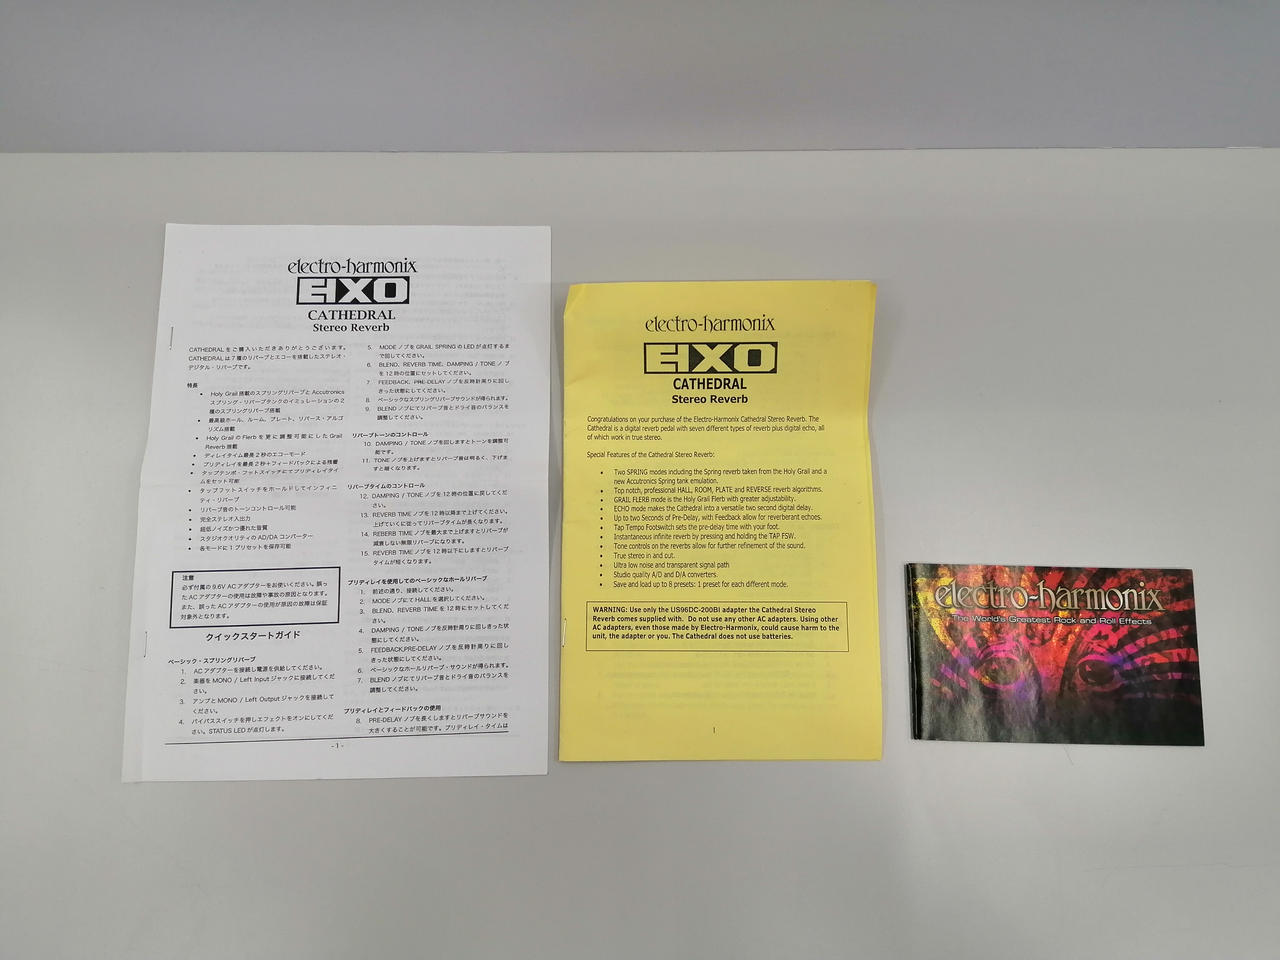 electro-harmonix
EHXO
CATHEDRAL
Stereo Reverb
CATHEDRAL をご購入いただきありがとうございます。
CATHEDRAL は 7 種のリバーブとエコーを搭載したステレオ・
デジタル・リバーブです。
特長
• Holy Grail 搭載のスプリングリバーブと Accutronics
スプリング・リバーブタンクのイミュレーションの 2
種のスプリングリバーブ搭載
• 最高級ホール、ルーム、プレート、リバース・アルゴ
リズム搭載
• Holy Grail の Flerb を更に調整可能にした Grail
Reverb 搭載
• ディレイタイム最長 2 秒のエコーモード
• プリディレイを最長 2 秒＋フィードバックによる残響
• タップテンポ・フットスイッチにてプリディレイタイ
ムをセット可能
• タップフットスイッチをホールドしてインフィニ
ティ・リバーブ
• リバーブ音のトーンコントロール可能
• 完全ステレオ入出力
• 超低ノイズかつ優れた音質
• スタジオクオリティの AD/DA コンバーター
• 各モードに 1 プリセットを保存可能
注意
必ず付属の 9.6V AC アダプターをお使いください。誤っ
た AC アダプターの使用は故障や事故の原因となります。
また、誤った AC アダプターの使用が原因の故障は保証
対象外となります。
クイックスタートガイド
ベーシック・スプリングリバーブ
1. AC アダプターを接続し電源を供給してください。
2. 楽器を MONO / Left Input ジャックに接続してくだ
さい。
3. アンプと MONO / Left Output ジャックを接続して
ください。
4. バイパススイッチを押しエフェクトをオンにしてくだ
さい。STATUS LED が点灯します。
5. MODE ノブを GRAIL SPRING の LED が点灯するま
で回してください。
6. BLEND, REVERB TIME, DAMPING / TONE ノブ
を 12 時の位置にセットしてください。
7. FEEDBACK, PRE-DELAY ノブを反時計周りに回し
きった状態にしてください。
8. ベーシックなスプリングリバーブサウンドが得られます。
9. BLEND ノブにてリバーブ音とドライ音のバランスを
調整してください。
リバーブトーンのコントロール
10. DAMPING / TONE ノブを回しますとトーンを調整可
能です。
11. TONE ノブを上げますとリバーブ音は明るく、下げま
すと暗くなります。
リバーブタイムのコントロール
12. DAMPING / TONE ノブを 12 時の位置に戻してくだ
さい。
13. REVERB TIME ノブを 12 時以降まで上げてください。
上げていくに従ってリバーブタイムが長くなります。
14. REBERB TIME ノブを最大まで上げますとリバーブが
減衰しない無限リバーブになります。
15. REVERB TIME ノブを 12 時以下にしますとリバーブ
タイムが短くなります。
プリディレイを使用してのベーシックなホールリバーブ
1. 前述の通り、接続してください。
2. MODE ノブにて HALL を選択してください。
3. BLEND, REVERB TIME を 12 時にセットしてくだ
さい。
4. DAMPING / TONE ノブを反時計周りに回しきった状
態にしてください。
5. FEEDBACK,PRE-DELAY ノブを反時計周りに回し
きった状態にしてください。
6. ベーシックなホールリバーブ・サウンドが得られます。
7. BLEND ノブにてリバーブ音とドライ音のバランスを
調整してください。
プリディレイとフィードバックの使用
8. PRE-DELAY ノブを長くしますとリバーブサウンドを
大きくすることが可能です。プリディレイ・タイムは
- 1 -
electro-harmonix
EHXO
CATHEDRAL
Stereo Reverb
Congratulations on your purchase of the Electro-Harmonix Cathedral Stereo Reverb. The
Cathedral is a digital reverb pedal with seven different types of reverb plus digital echo, all
of which work in true stereo.
Special Features of the Cathedral Stereo Reverb:
• Two SPRING modes including the Spring reverb taken from the Holy Grail and a
new Accutronics Spring tank emulation.
• Top notch, professional HALL, ROOM, PLATE and REVERSE reverb algorithms.
• GRAIL FLERB mode is the Holy Grail Flerb with greater adjustability.
• ECHO mode makes the Cathedral into a versatile two second digital delay.
• Up to two Seconds of Pre-Delay, with Feedback allow for reverberant echoes.
• Tap Tempo Footswitch sets the pre-delay time with your foot.
• Instantaneous infinite reverb by pressing and holding the TAP FSW.
• Tone controls on the reverbs allow for further refinement of the sound.
• True stereo in and out.
• Ultra low noise and transparent signal path
• Studio quality A/D and D/A converters.
• Save and load up to 8 presets: 1 preset for each different mode.
WARNING: Use only the US96DC-200BI adapter the Cathedral Stereo
Reverb comes supplied with. Do not use any other AC adapters. Using other
AC adapters, even those made by Electro-Harmonix, could cause harm to the
unit, the adapter or you. The Cathedral does not use batteries.
1
electro-harmonix
The World's Greatest Rock and Roll Effects